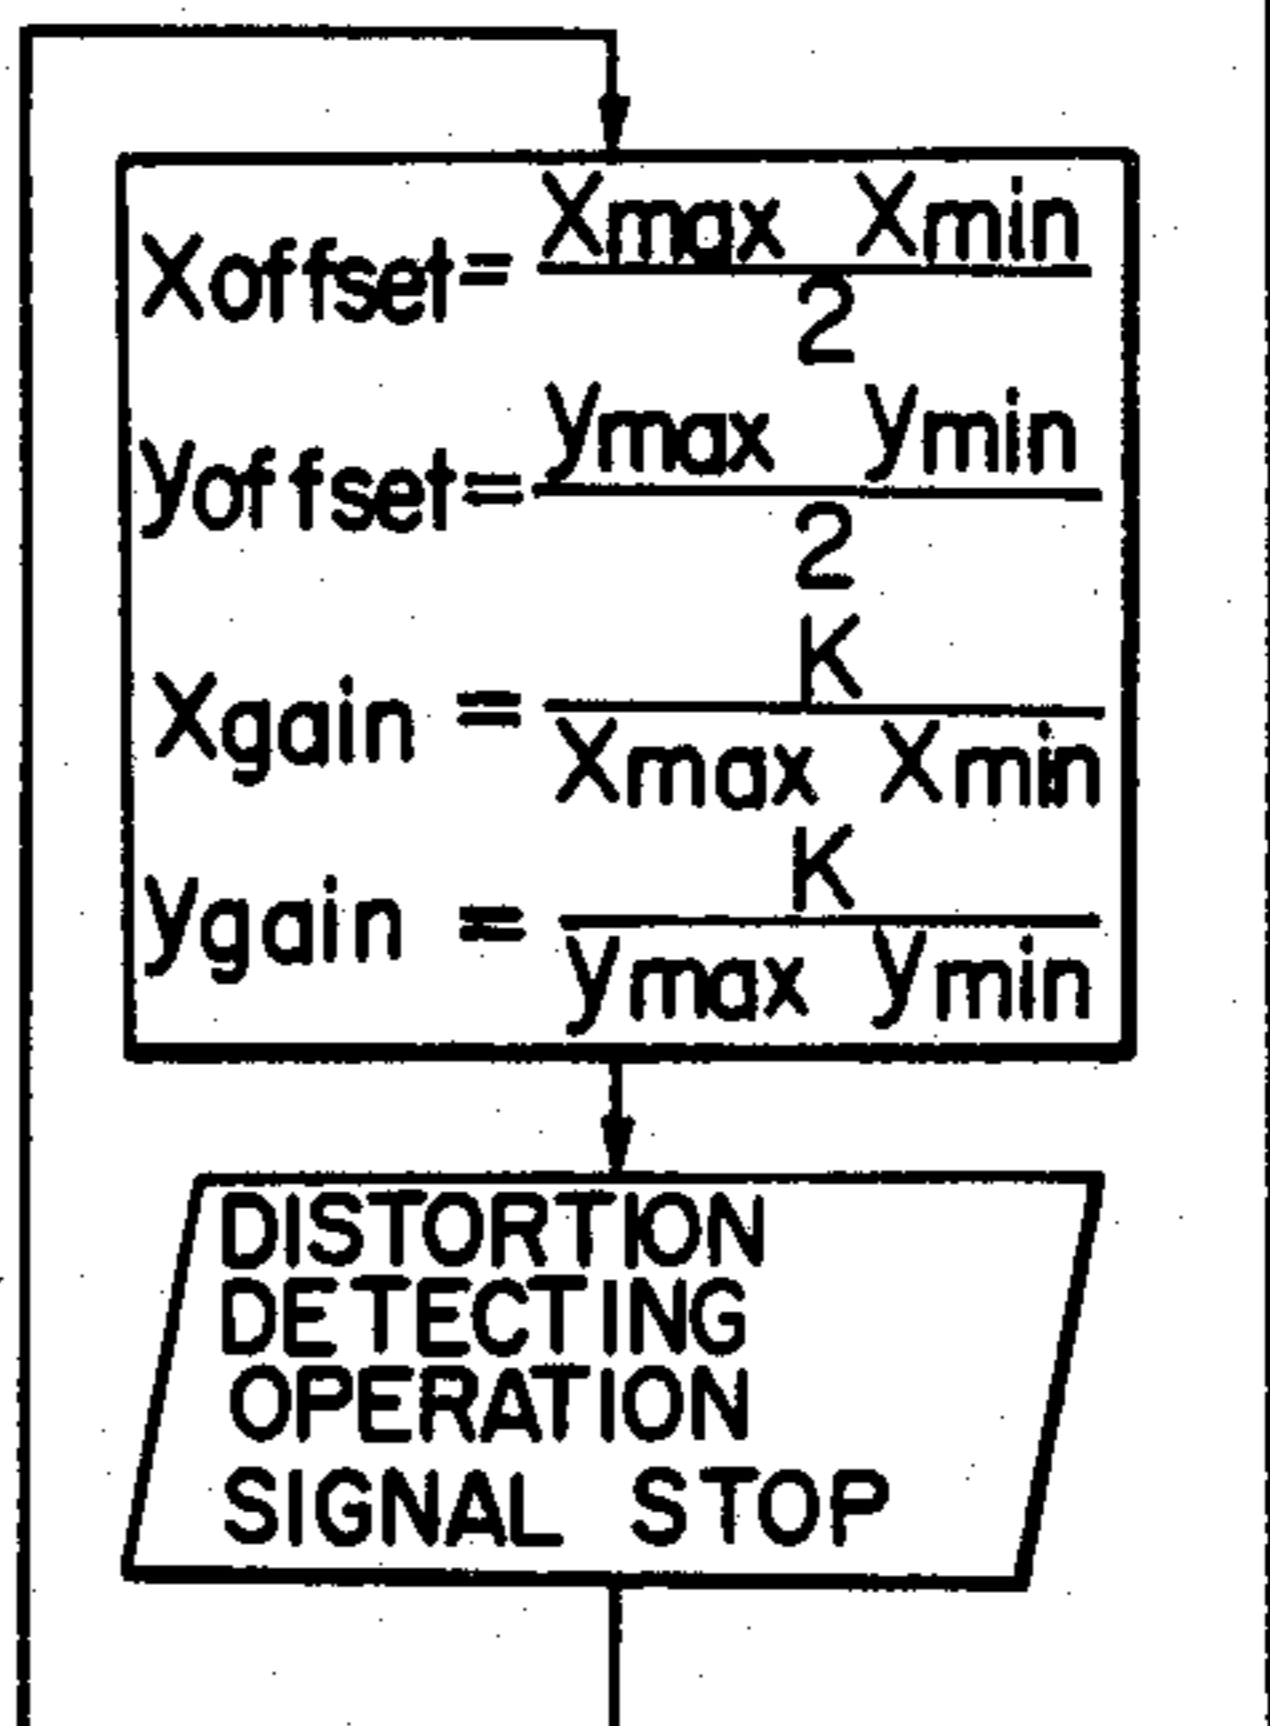 Xoffset= Xmax Xmin
2
yoffset= ymax ymin
2
K
Xgain =
Xmax Xmin
K
ygain =
ymax ymin
DISTORTION
DETECTING
OPERATION
SIGNAL STOP